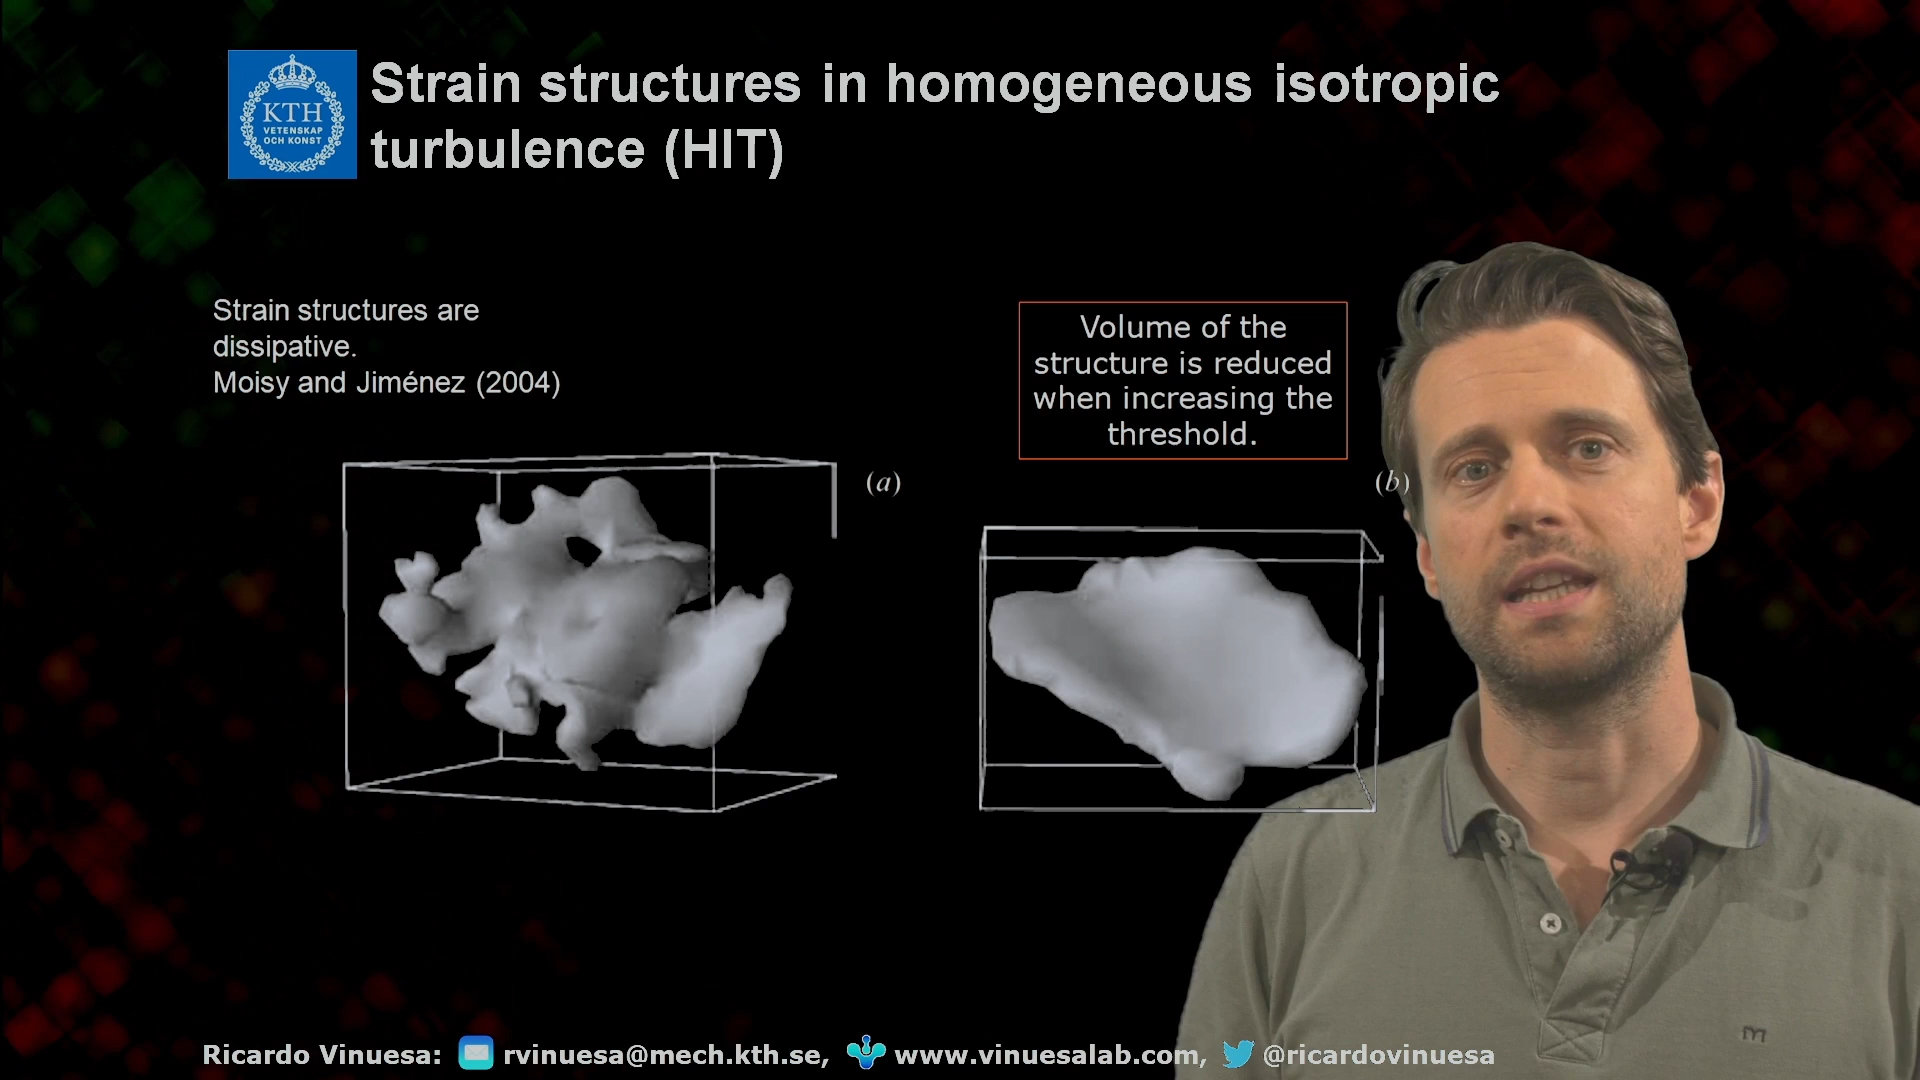 KTH
VETENSKAP
OCH KONST
Strain structures in homogeneous isotropic
turbulence (HIT)
Strain structures are
dissipative.
Moisy and Jiménez (2004)
Volume of the
structure is reduced
when increasing the
threshold.
(a)
(b)
m
Ricardo Vinuesa: rvinuesa@mech.kth.se, www.vinuesalab.com, @ricardovinuesa